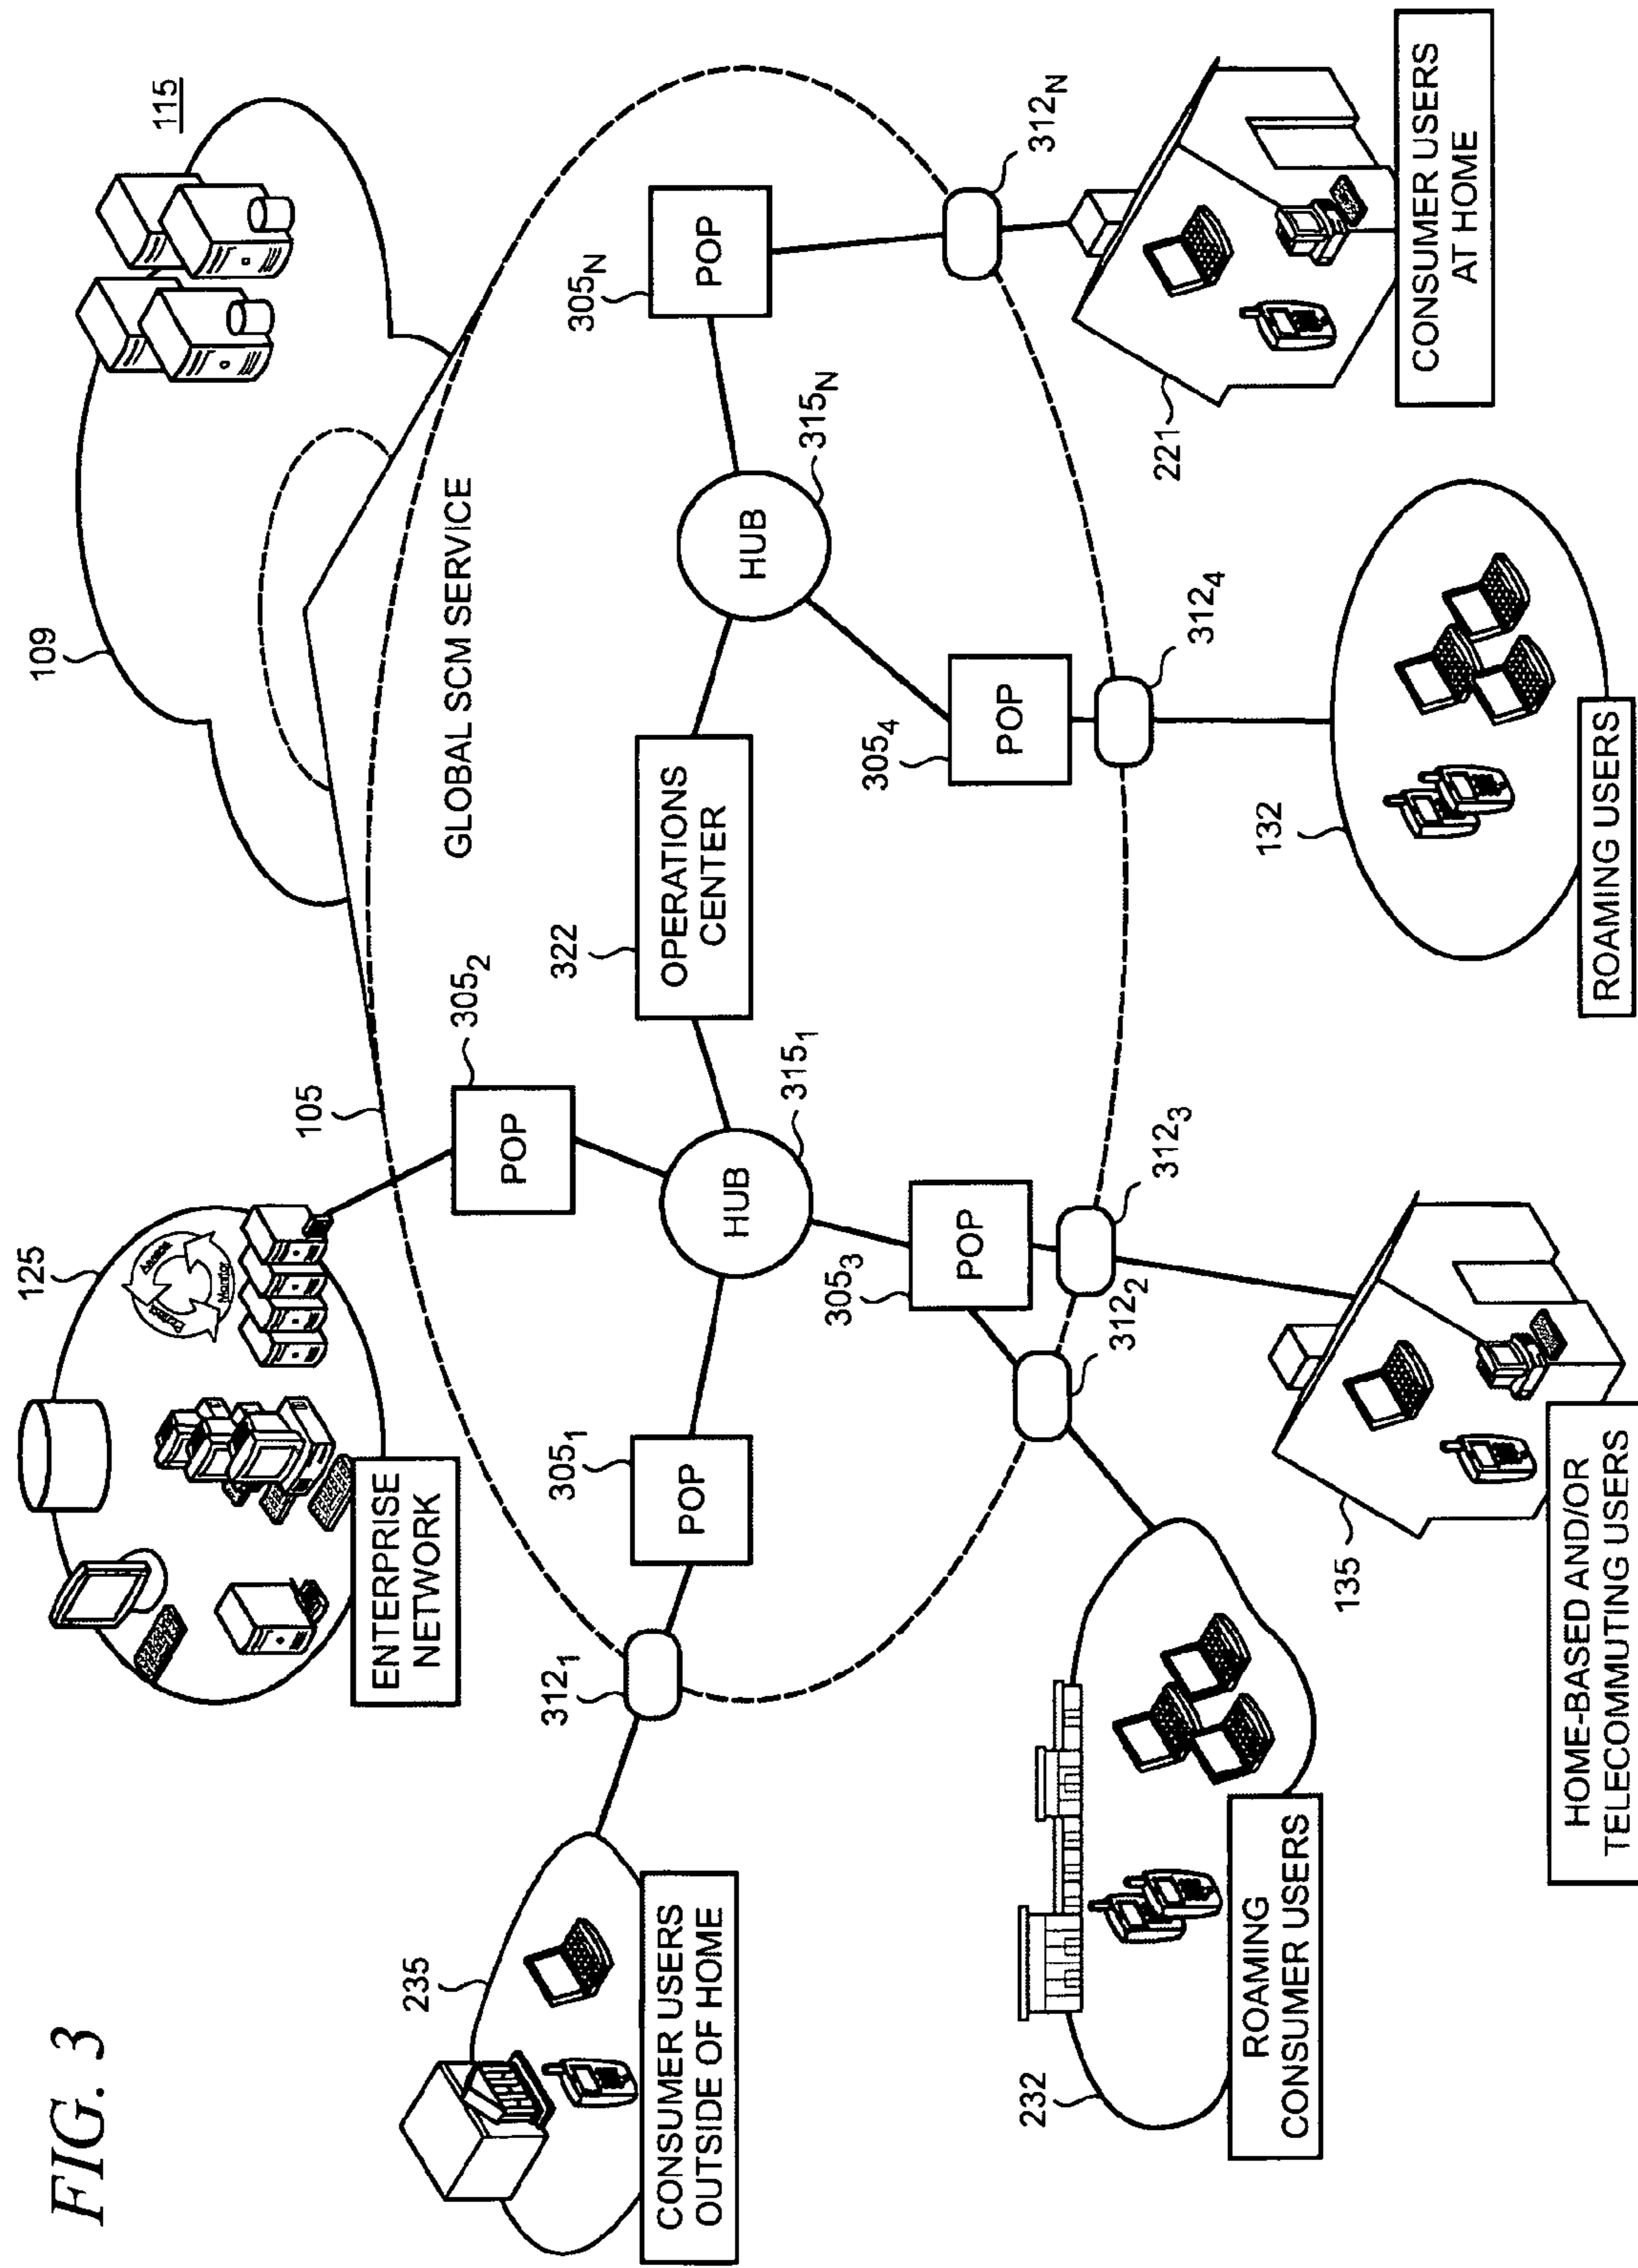 FIG. 3
125
109
115
Monitor
105
ENTERPRISE
NETWORK
235
GLOBAL SCM SERVICE
305₂
POP
312₁
305₁
322
305ₙ
CONSUMER USERS
OUTSIDE OF HOME
POP
HUB
315₁
OPERATIONS
CENTER
HUB
315ₙ
POP
305₃
POP
305₄
POP
312ₙ
232
312₂
312₃
312₄
221
ROAMING
CONSUMER USERS
135
132
CONSUMER USERS
AT HOME
HOME-BASED AND/OR
TELECOMMUTING USERS
ROAMING USERS